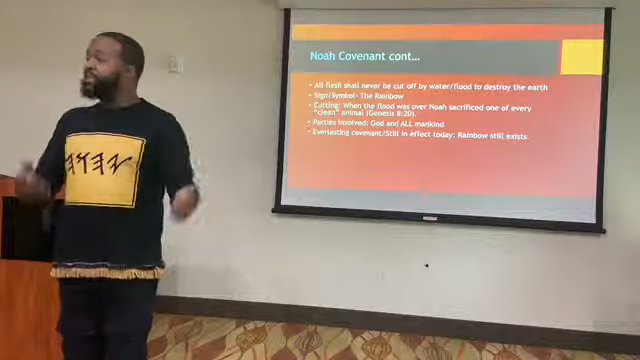 𐤉𐤄𐤅𐤄
Noah Covenant cont…
All flesh shall never be cut off by water/flood to destroy the earth
Sign/Symbol- The Rainbow
Cutting: When the flood was over Noah sacrificed one of every
"clean" animal (Genesis 8:20).
Parties involved: God and ALL mankind
Everlasting covenant/Still in effect today: Rainbow still exists.